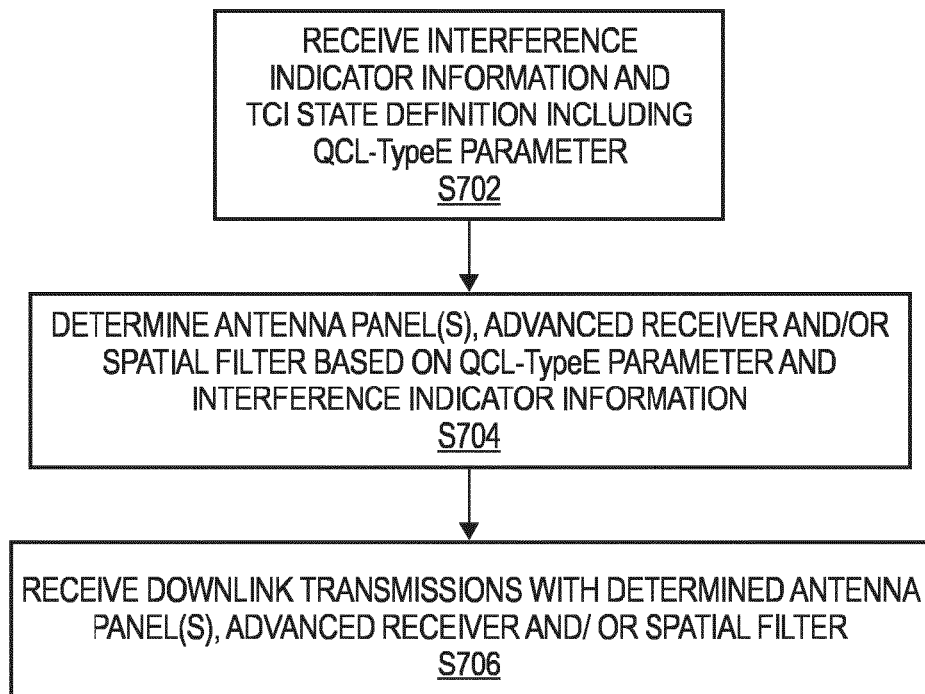 RECEIVE INTERFERENCE
INDICATOR INFORMATION AND
TCI STATE DEFINITION INCLUDING
QCL-TypeE PARAMETER
S702
DETERMINE ANTENNA PANEL(S), ADVANCED RECEIVER AND/OR
SPATIAL FILTER BASED ON QCL-TypeE PARAMETER AND
INTERFERENCE INDICATOR INFORMATION
S704
RECEIVE DOWNLINK TRANSMISSIONS WITH DETERMINED ANTENNA
PANEL(S), ADVANCED RECEIVER AND/ OR SPATIAL FILTER
S706